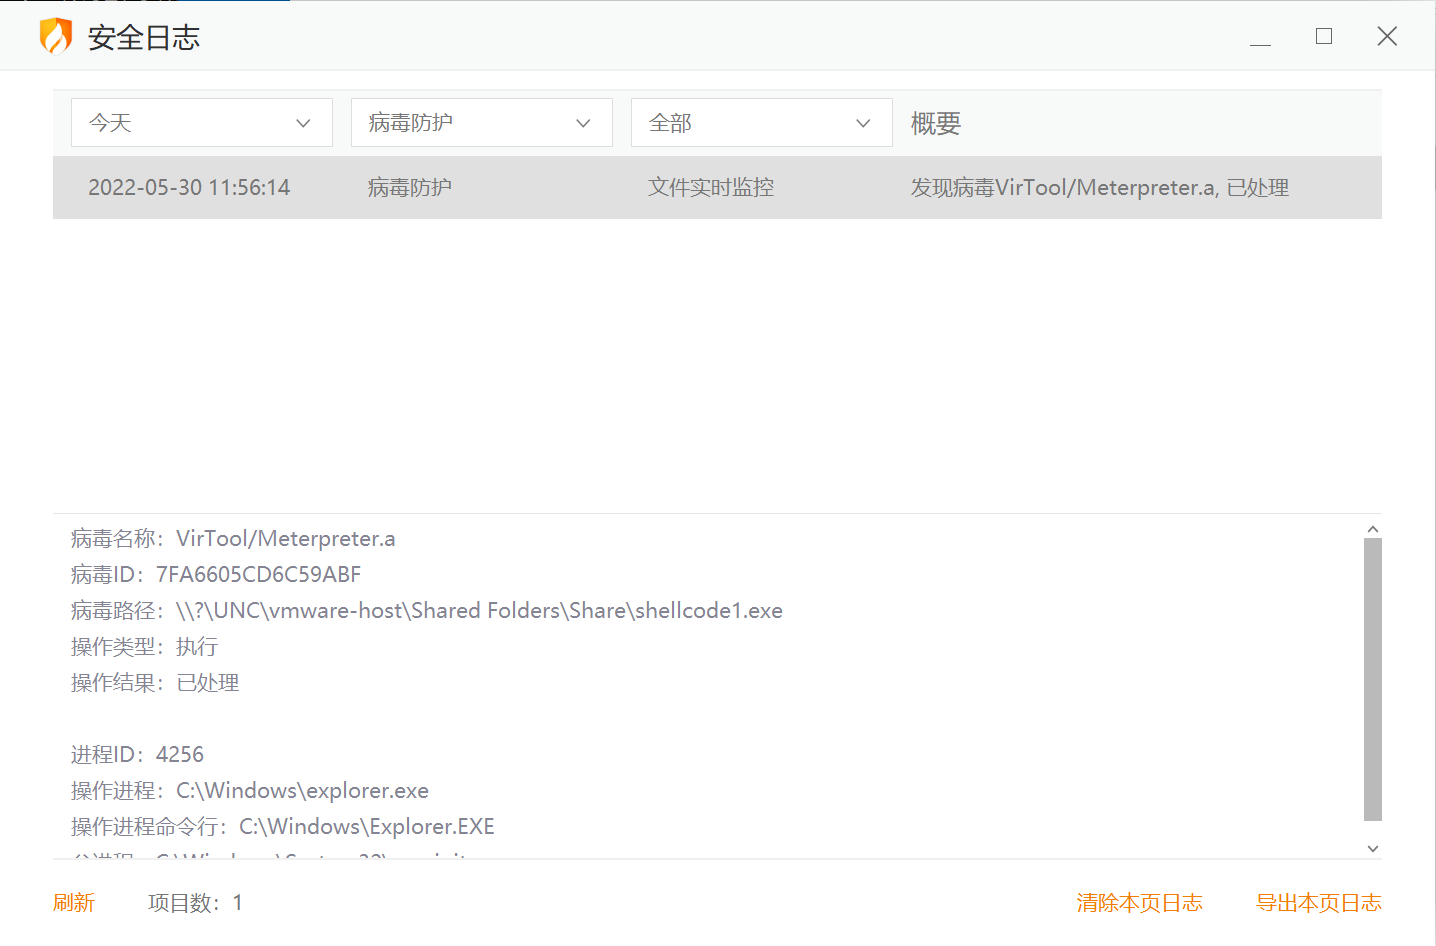 安全日志
今天 病毒防护 全部 概要
2022-05-30 11:56:14 病毒防护 文件实时监控 发现病毒VirTool/Meterpreter.a, 已处理
病毒名称：VirTool/Meterpreter.a
病毒ID：7FA6605CD6C59ABF
病毒路径：\\?\UNC\vmware-host\Shared Folders\Share\shellcode1.exe
操作类型：执行
操作结果：已处理
进程ID：4256
操作进程：C:\Windows\explorer.exe
操作进程命令行：C:\Windows\Explorer.EXE
刷新 项目数：1 清除本页日志 导出本页日志